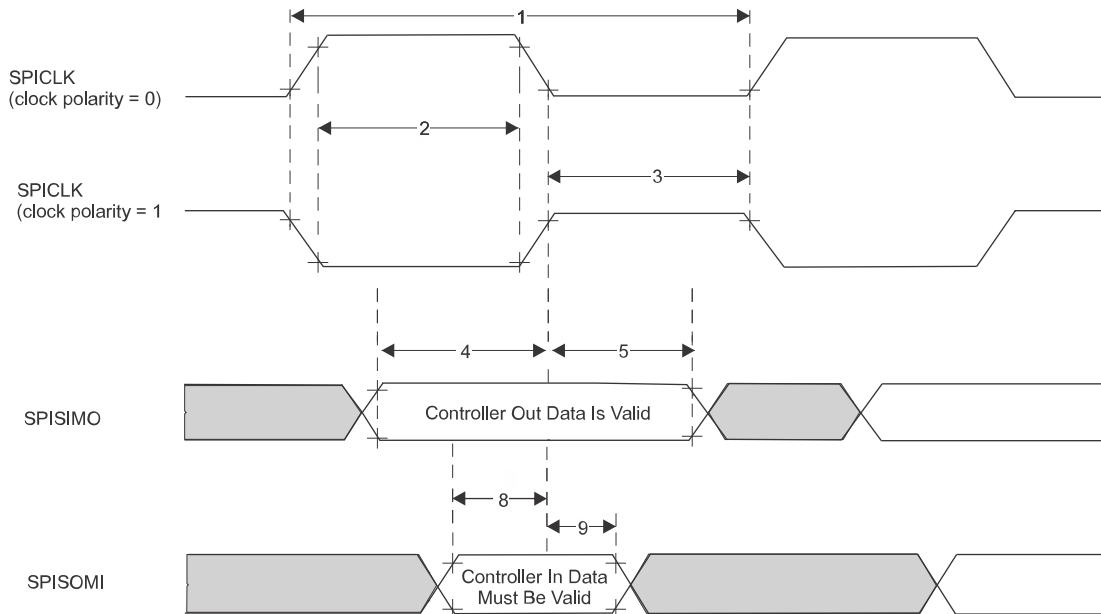 1
SPICLK
(clock polarity = 0)
2
3
SPICLK
(clock polarity = 1
4
5
SPISIMO
Controller Out Data Is Valid
8
9
SPISOMI
Controller In Data
Must Be Valid